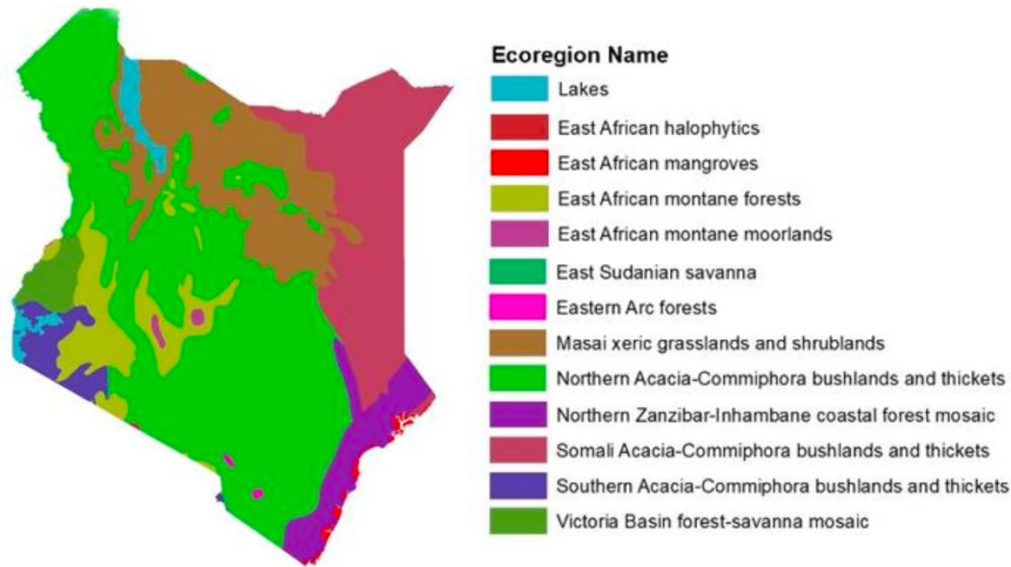 Ecoregion Name
Lakes
East African halophytics
East African mangroves
East African montane forests
East African montane moorlands
East Sudanian savanna
Eastern Arc forests
Masai xeric grasslands and shrublands
Northern Acacia-Commiphora bushlands and thickets
Northern Zanzibar-Inhambane coastal forest mosaic
Somali Acacia-Commiphora bushlands and thickets
Southern Acacia-Commiphora bushlands and thickets
Victoria Basin forest-savanna mosaic